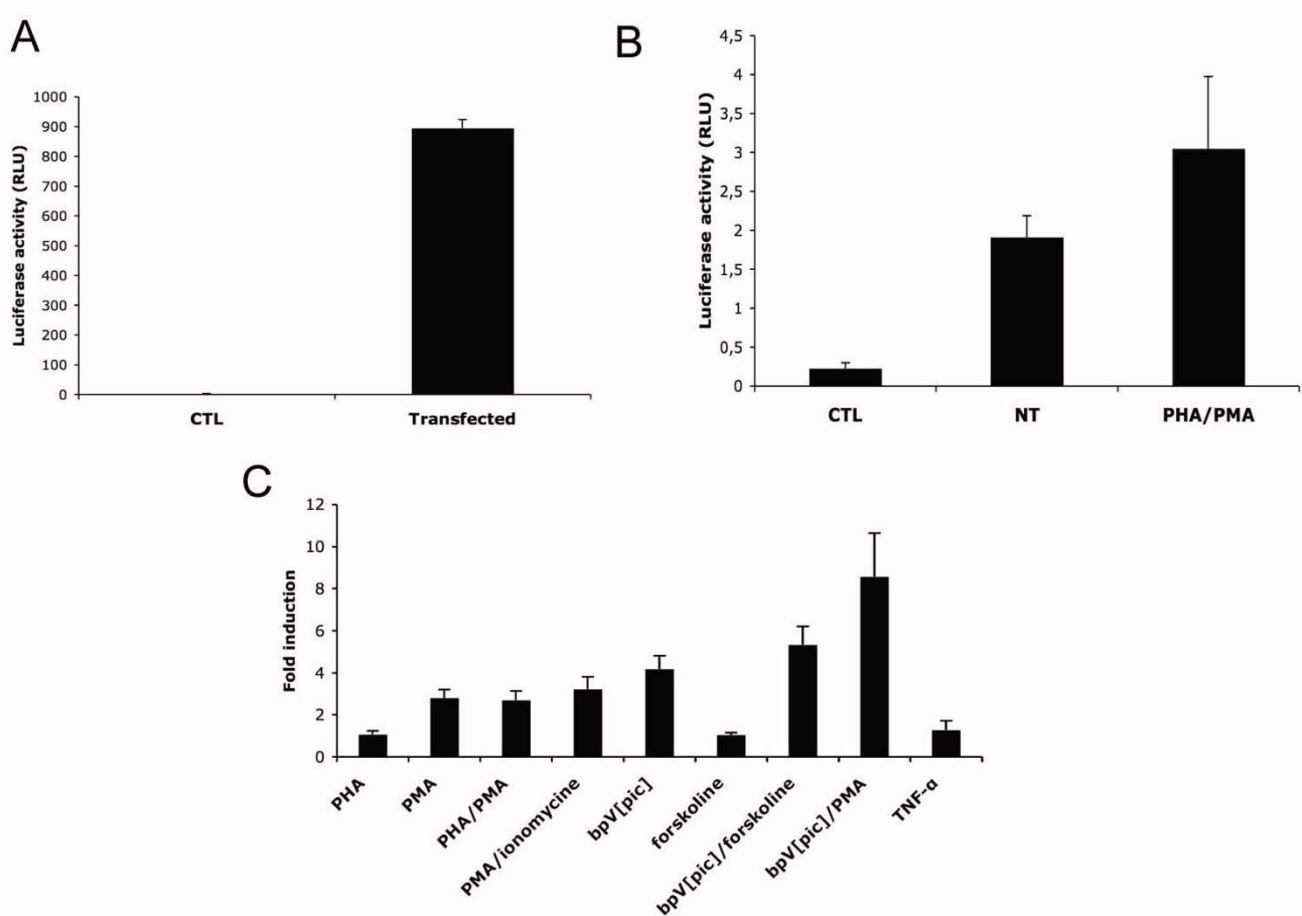 A
Luciferase activity (RLU)
1000
900
800
700
600
500
400
300
200
100
0
CTL
Transfected
B
Luciferase activity (RLU)
4,5
4
3,5
3
2,5
2
1,5
1
0,5
0
CTL
NT
PHA/PMA
C
Fold induction
12
10
8
6
4
2
0
PHA
PMA
PHA/PMA
PMA/ionomycine
bpV[pic]
forskoline
bpV[pic]/forskoline
bpV[pic]/PMA
TNF-α